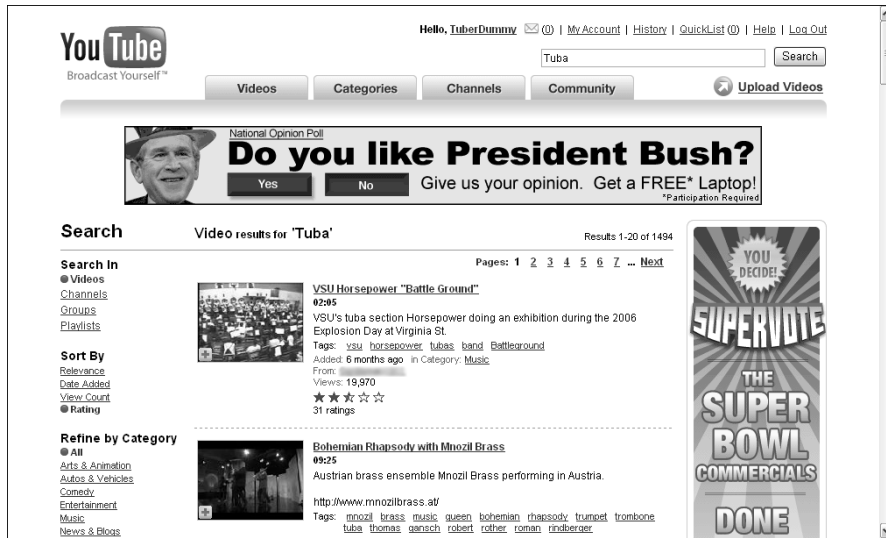 Hello, TuberDummy (0) | My Account | History | QuickList (0) | Help | Log Out
You Tube
Broadcast Yourself™
Tuba Search
Videos Categories Channels Community Upload Videos
National Opinion Poll
Do you like President Bush?
Yes No Give us your opinion. Get a FREE* Laptop!
*Participation Required
Search
Video results for 'Tuba' Results 1-20 of 1494
Pages: 1 2 3 4 5 6 7 ... Next
Search In
Videos
Channels
Groups
Playlists
Sort By
Relevance
Date Added
View Count
Rating
Refine by Category
All
Arts & Animation
Autos & Vehicles
Comedy
Entertainment
Music
News & Blogs
VSU Horsepower "Battle Ground"
02:05
VSU's tuba section Horsepower doing an exhibition during the 2006
Explosion Day at Virginia St.
Tags: vsu horsepower tubas band Battleground
Added: 6 months ago in Category: Music
From:
Views: 19,970
31 ratings
Bohemian Rhapsody with Mnozil Brass
09:25
Austrian brass ensemble Mnozil Brass performing in Austria.
http://www.mnozilbrass.at/
Tags: mnozil brass music queen bohemian rhapsody trumpet trombone
tuba thomas gansch robert rother roman rindberger
YOU
DECIDE!
SUPERVOTE
THE
SUPER
BOWL
COMMERCIALS
DONE